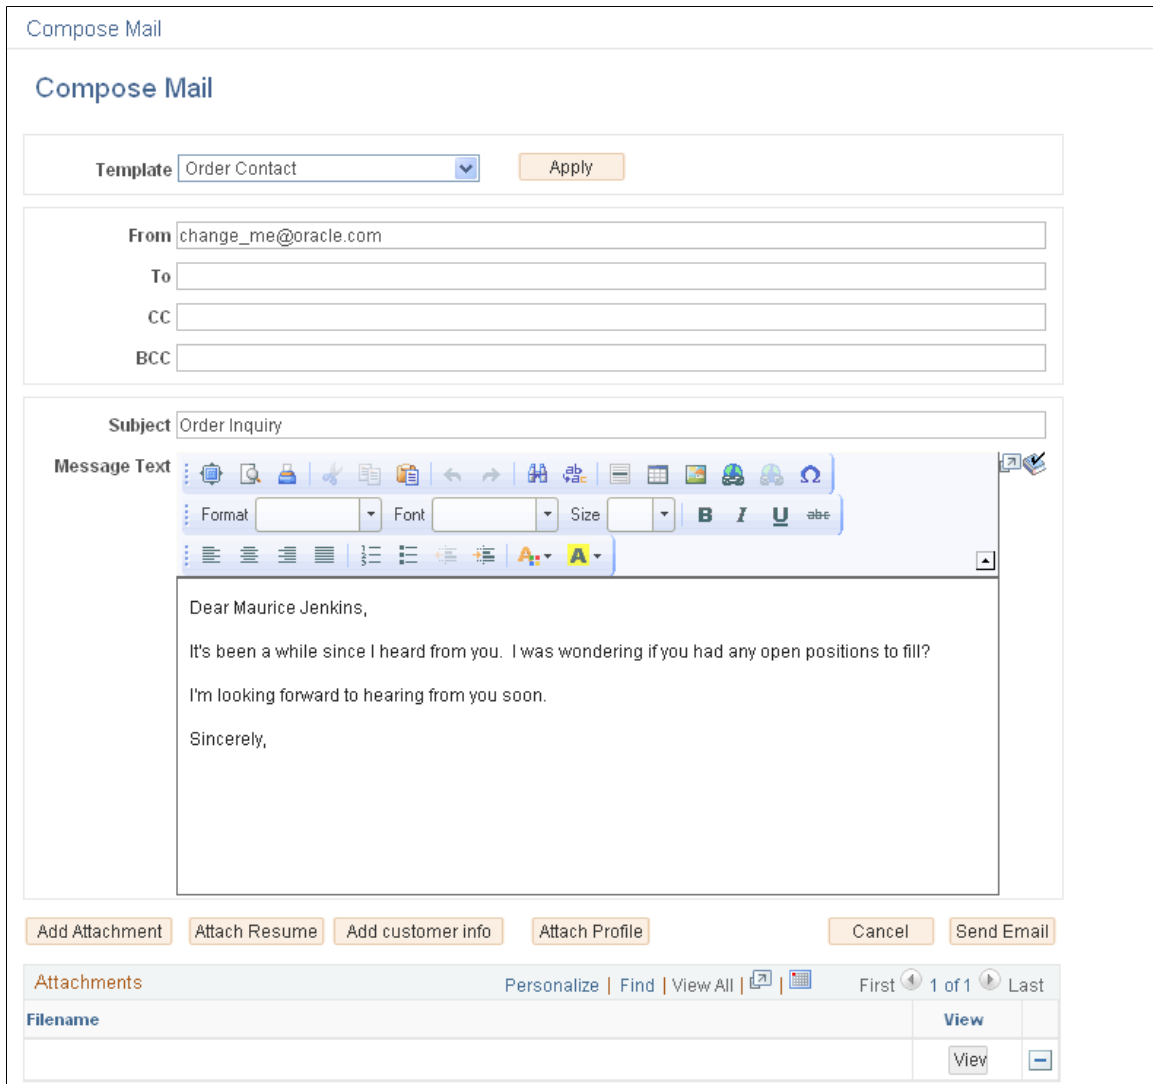 Compose Mail
Compose Mail
Template Order Contact Apply
From change_me@oracle.com
To
CC
BCC
Subject Order Inquiry
Message Text
Format Font Size B I U abc
A A
Dear Maurice Jenkins,
It's been a while since I heard from you.  I was wondering if you had any open positions to fill?
I'm looking forward to hearing from you soon.
Sincerely,
Add Attachment Attach Resume Add customer info Attach Profile Cancel Send Email
Attachments Personalize | Find | View All | | First 1 of 1 Last
Filename View
View